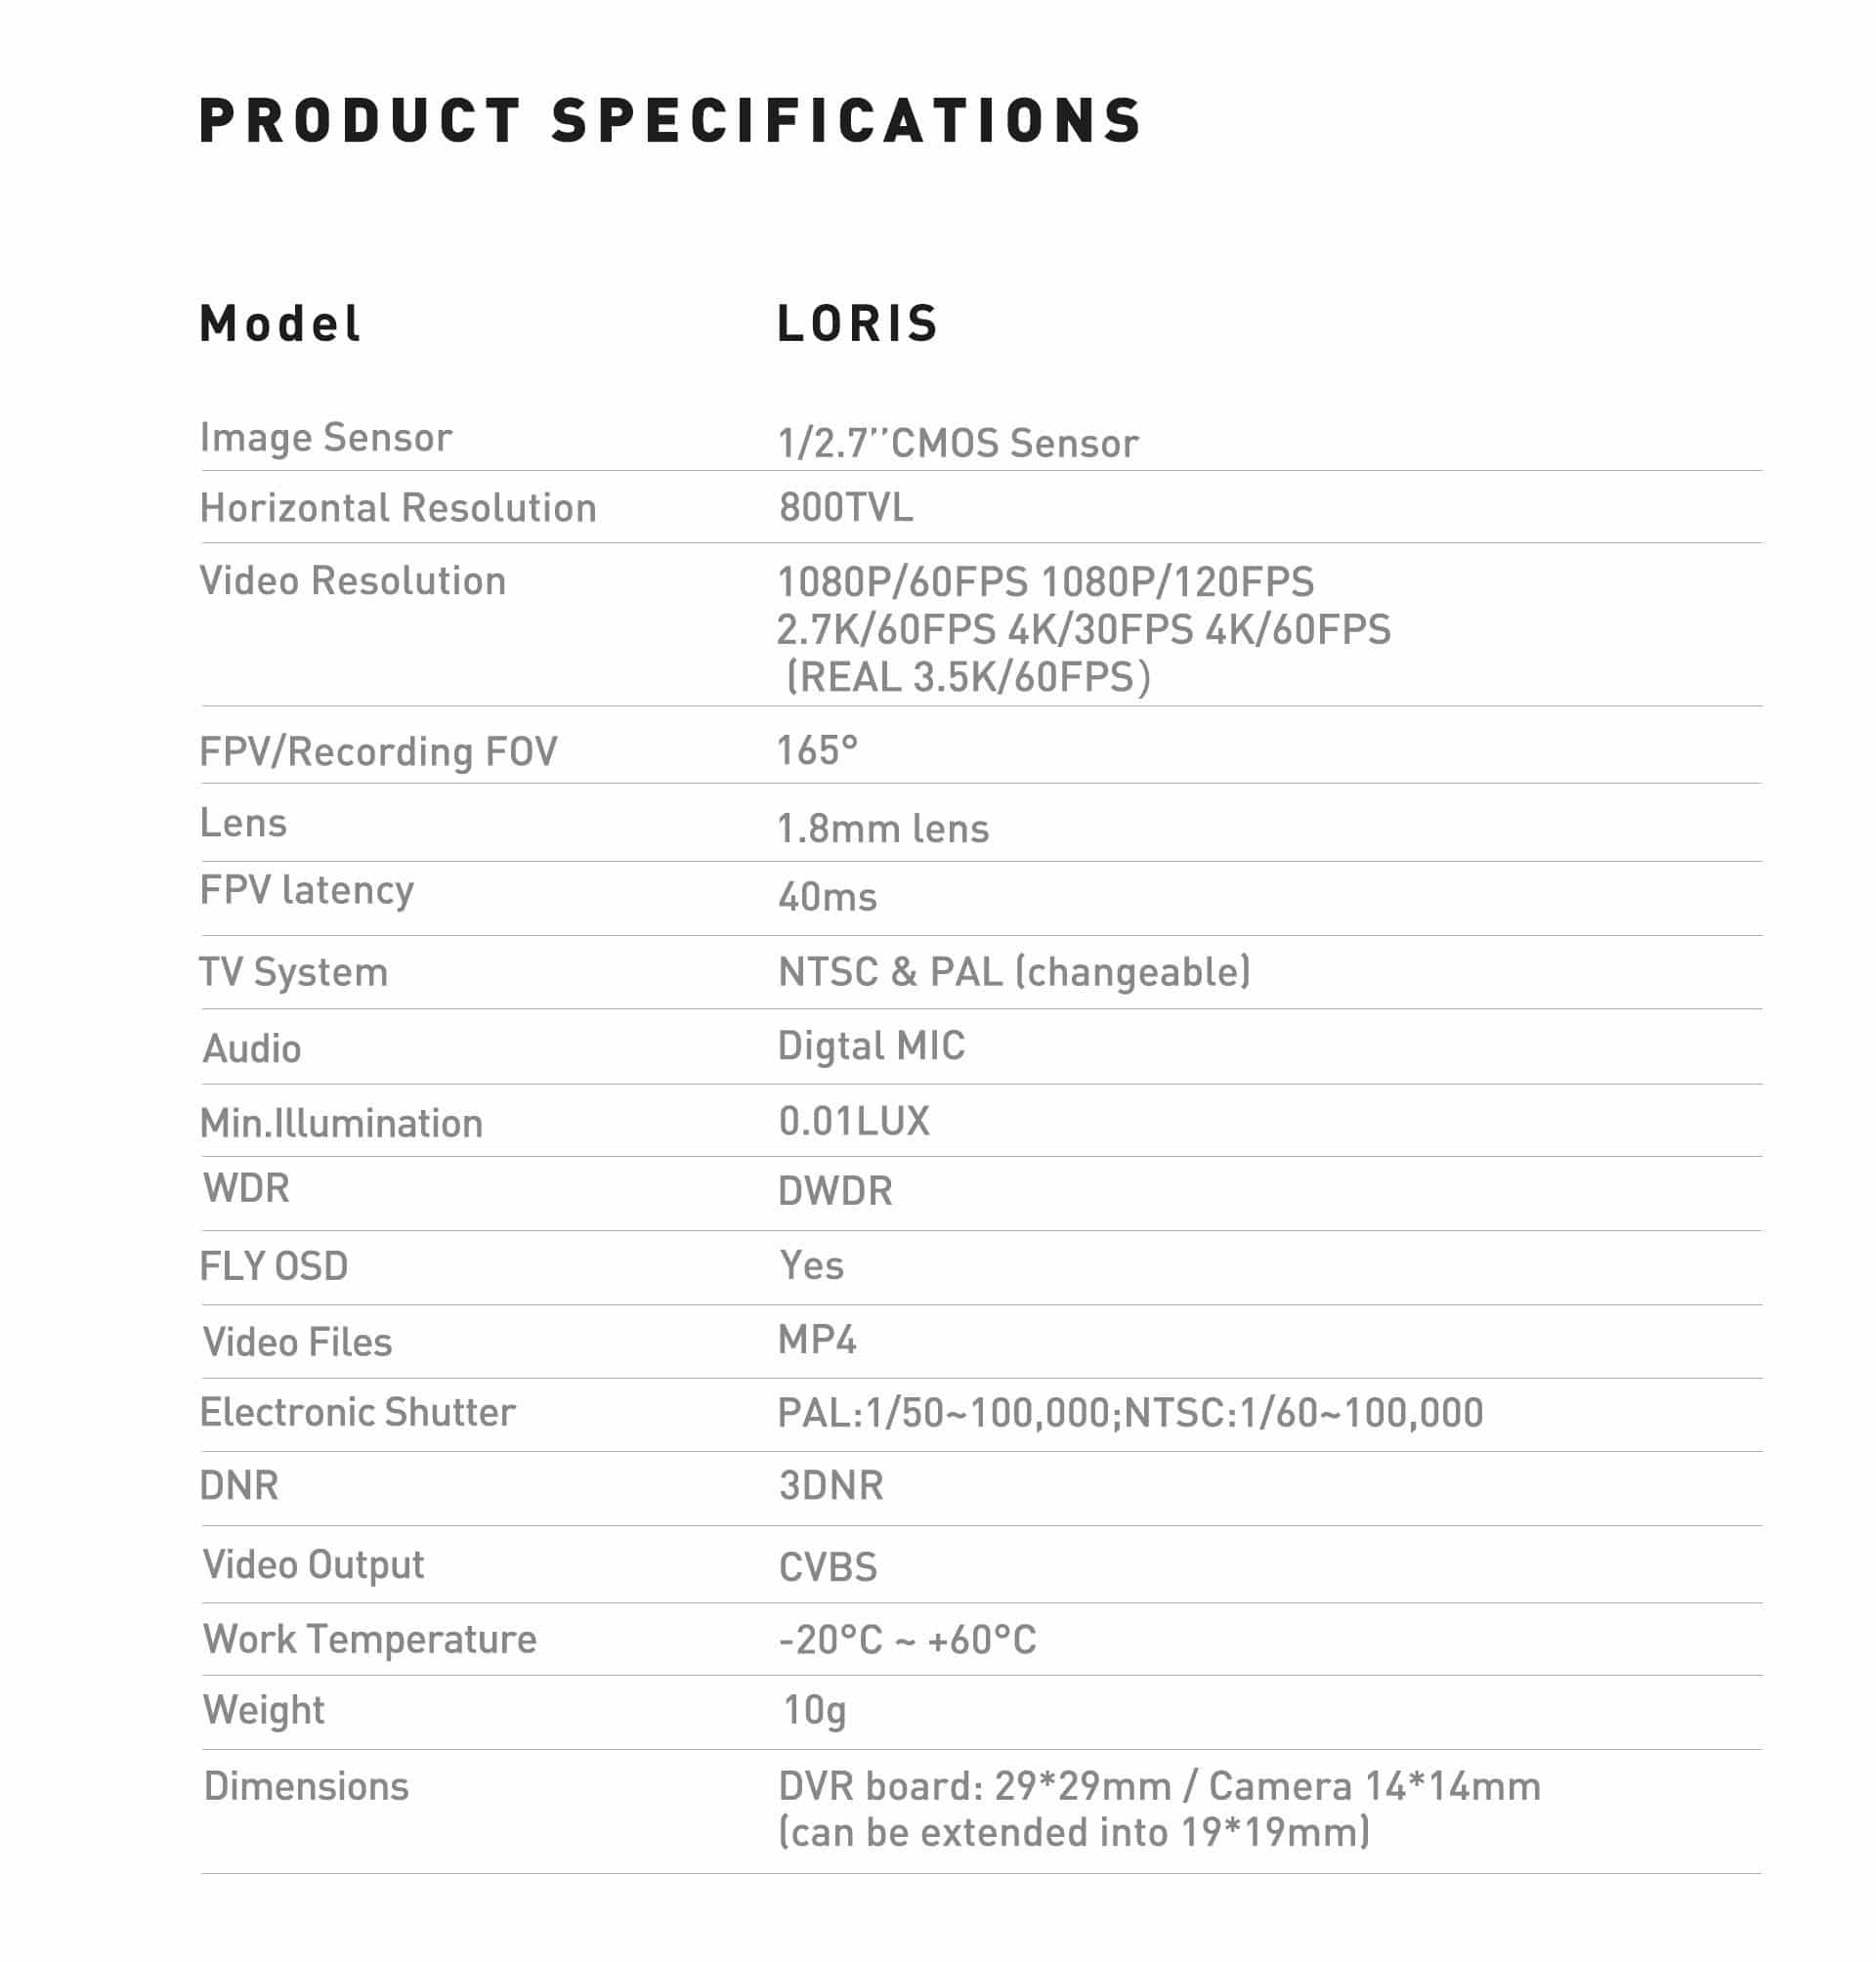 PRODUCT SPECIFICATIONS
Model LORIS
Image Sensor 1/2.7’’CMOS Sensor
Horizontal Resolution 800TVL
Video Resolution 1080P/60FPS 1080P/120FPS
2.7K/60FPS 4K/30FPS 4K/60FPS
(REAL 3.5K/60FPS)
FPV/Recording FOV 165°
Lens 1.8mm lens
FPV latency 40ms
TV System NTSC & PAL (changeable)
Audio Digtal MIC
Min.Illumination 0.01LUX
WDR DWDR
FLY OSD Yes
Video Files MP4
Electronic Shutter PAL:1/50~100,000;NTSC:1/60~100,000
DNR 3DNR
Video Output CVBS
Work Temperature -20°C ~ +60°C
Weight 10g
Dimensions DVR board: 29*29mm / Camera 14*14mm
(can be extended into 19*19mm)